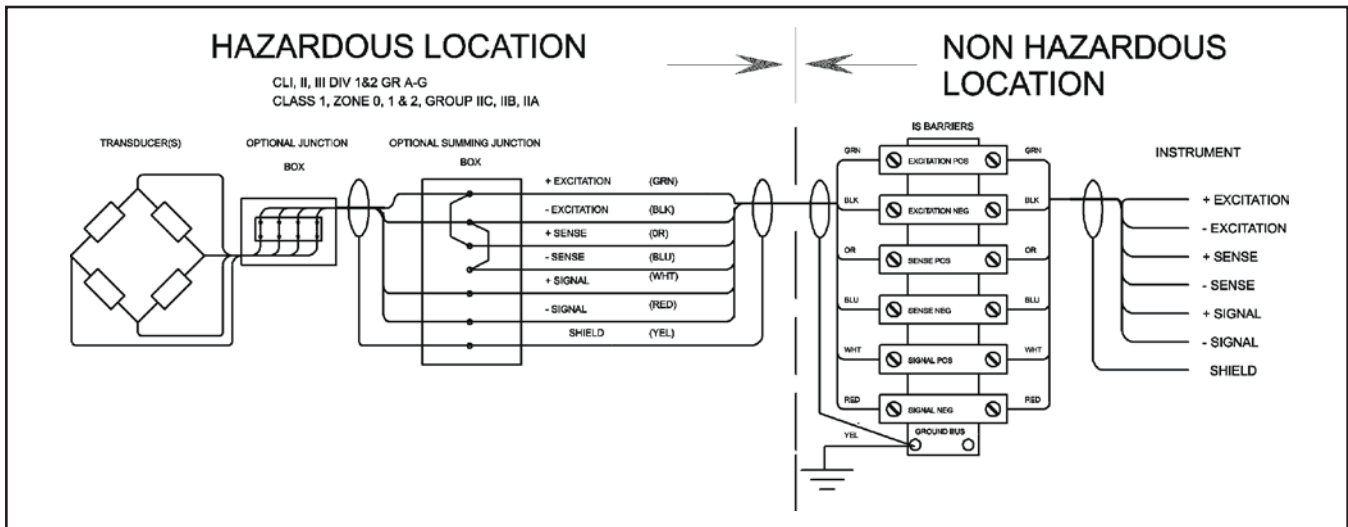 HAZARDOUS LOCATION
CLI, II, III DIV 1&2 GR A-G
CLASS 1, ZONE 0, 1 & 2, GROUP IIC, IIB, IIA
NON HAZARDOUS
LOCATION
TRANSDUCER(S)
OPTIONAL JUNCTION
BOX
OPTIONAL SUMMING JUNCTION
BOX
+ EXCITATION (GRN)
- EXCITATION (BLK)
+ SENSE (OR)
- SENSE (BLU)
+ SIGNAL (WHT)
- SIGNAL (RED)
SHIELD (YEL)
IS BARRIERS
GRN EXCITATION POS GRN
BLK EXCITATION NEG BLK
OR SENSE POS OR
BLU SENSE NEG BLU
WHT SIGNAL POS WHT
RED SIGNAL NEG RED
YEL GROUND BUS
INSTRUMENT
+ EXCITATION
- EXCITATION
+ SENSE
- SENSE
+ SIGNAL
- SIGNAL
SHIELD